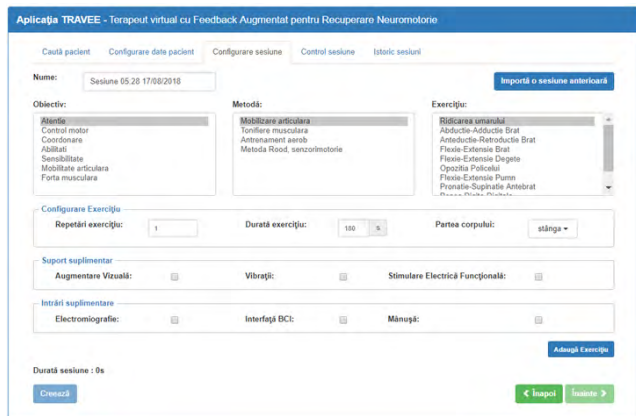 Aplicația TRAVEE - Terapeut virtual cu Feedback Augmentat pentru Recuperare Neuromotorie
Caută pacient Configurare date pacient Configurare sesiune Control sesiune Istoric sesiuni
Nume: Sesiune 05.28 17/08/2018 Importă o sesiune anterioară
Obiectiv: Metodă: Exercițiu:
Atentie Mobilizare articulara Ridicarea umarului
Control motor Tonifiere musculara Abductie-Adductie Brat
Coordonare Antrenament aerob Anteductie-Retroductie Brat
Abilitati Metoda Rood, senzorimotorie Flexie-Extensie Brat
Sensibilitate Flexie-Extensie Degete
Mobilitate articulara Opozitia Policelui
Forta musculara Flexie-Extensie Pumn
Pronatie-Supinatie Antebrat
Configurare Exercițiu
Repetări exercițiu: 1 Durată exercițiu: 180 s Partea corpului: stânga
Suport suplimentar
Augmentare Vizuală: Vibrații: Stimulare Electrică Funcțională:
Intrări suplimentare
Electromiografie: Interfață BCI: Mănușă:
Adaugă Exercițiu
Durată sesiune : 0s
Creează Înapoi Înainte